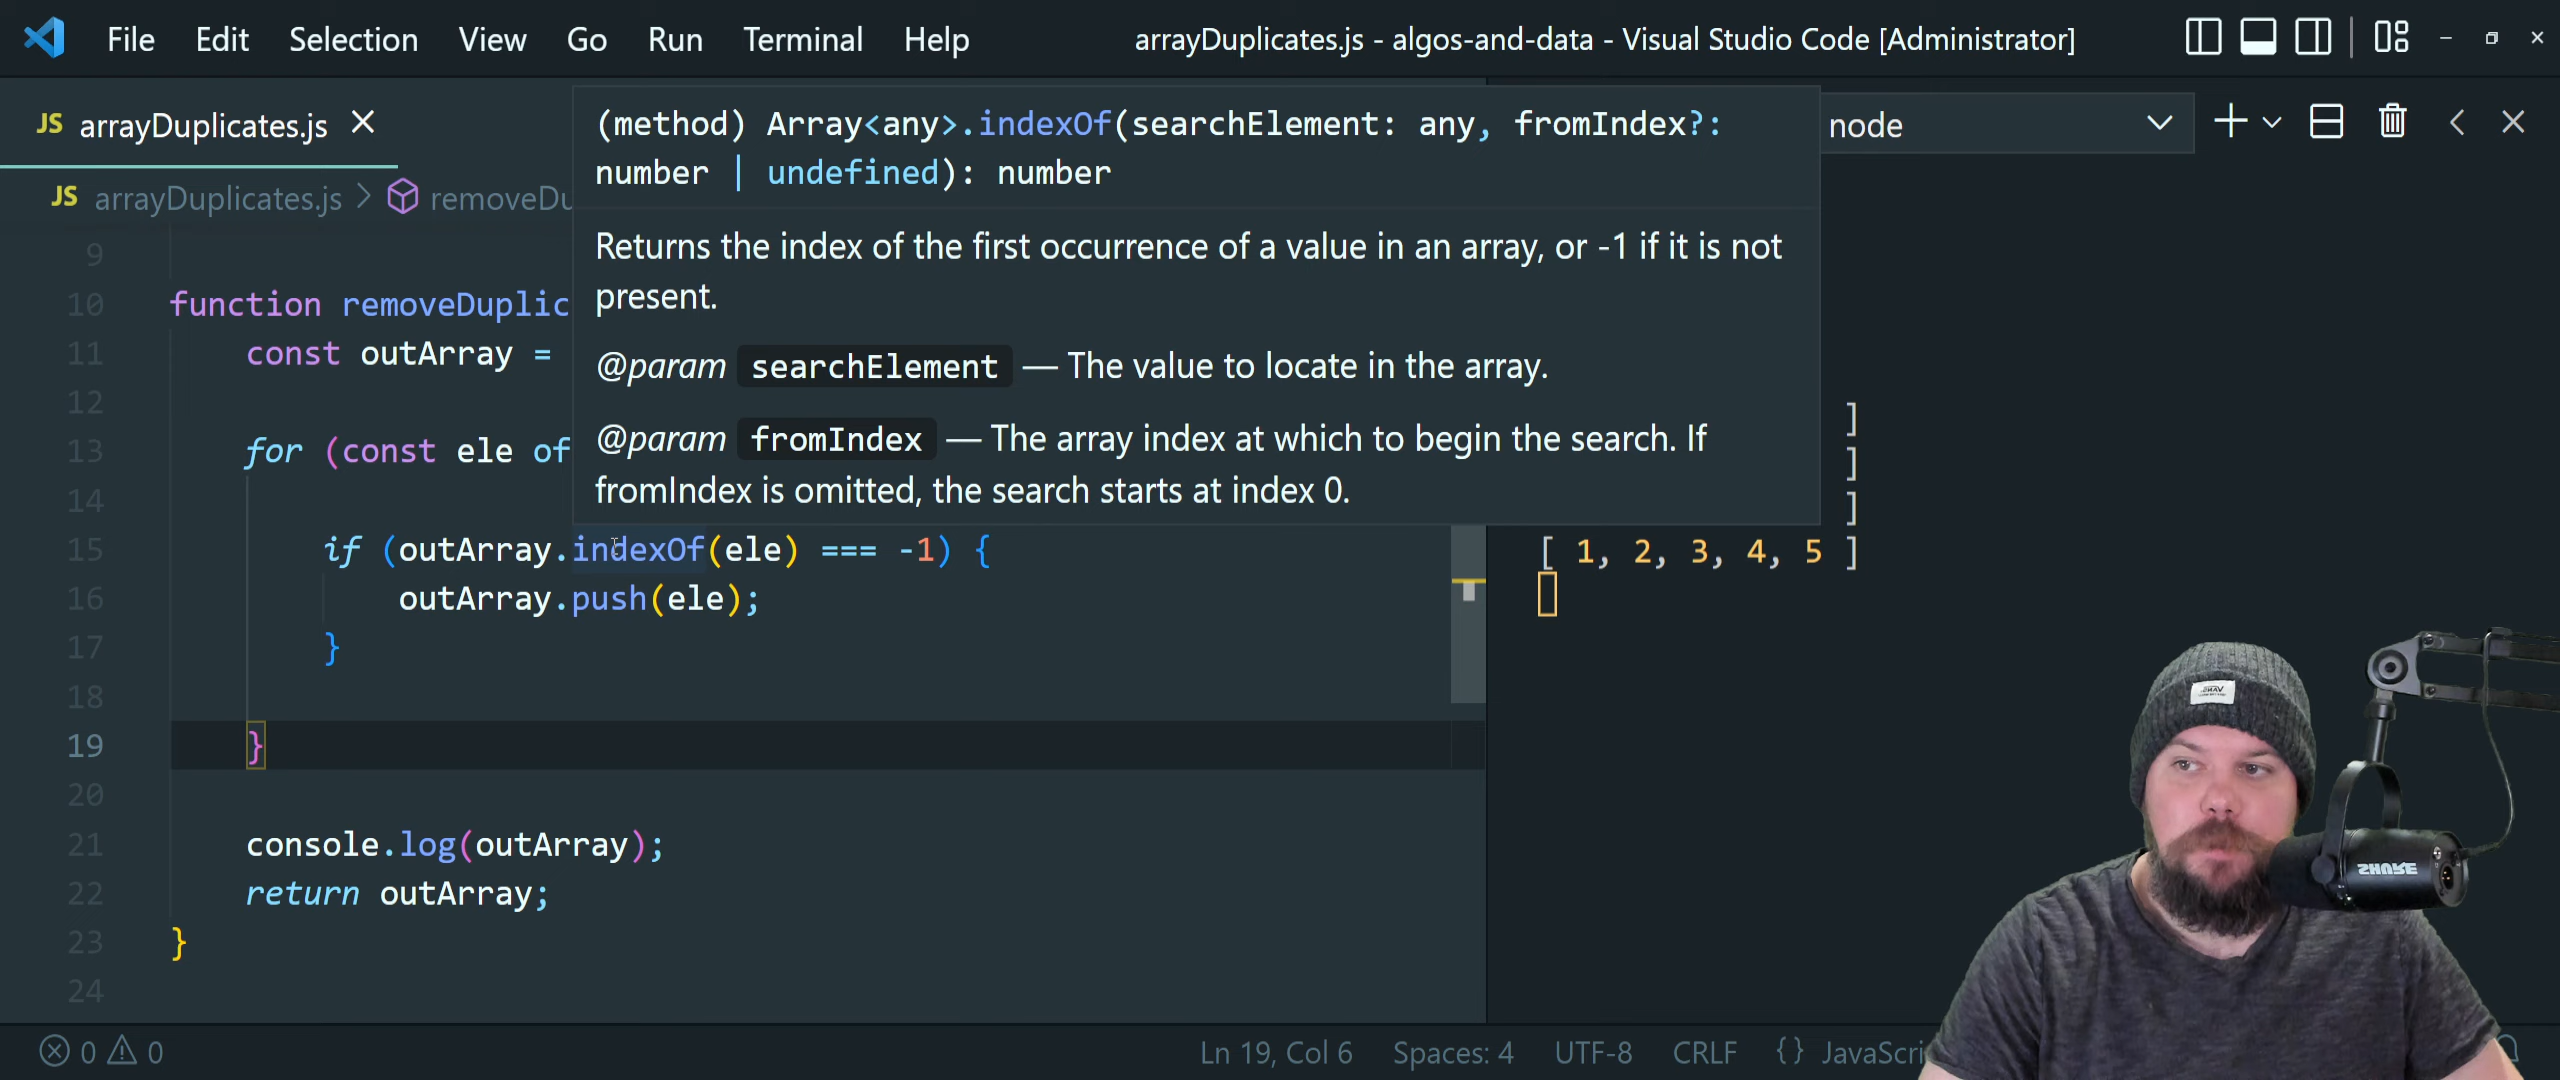 File Edit Selection View Go Run Terminal Help
arrayDuplicates.js - algos-and-data - Visual Studio Code [Administrator]
JS arrayDuplicates.js
node
JS arrayDuplicates.js > removeDu
(method) Array<any>.indexOf(searchElement: any, fromIndex?:
number | undefined): number
Returns the index of the first occurrence of a value in an array, or -1 if it is not
present.
@param searchElement — The value to locate in the array.
@param fromIndex — The array index at which to begin the search. If
fromIndex is omitted, the search starts at index 0.
9
10 function removeDuplic
11 const outArray =
12
13 for (const ele of
14
15 if (outArray.indexOf(ele) === -1) {
16 outArray.push(ele);
17 }
18
19 }
20
21 console.log(outArray);
22 return outArray;
23 }
24
]
]
]
[ 1, 2, 3, 4, 5 ]
SHURE
0 0
Ln 19, Col 6 Spaces: 4 UTF-8 CRLF {} JavaScri